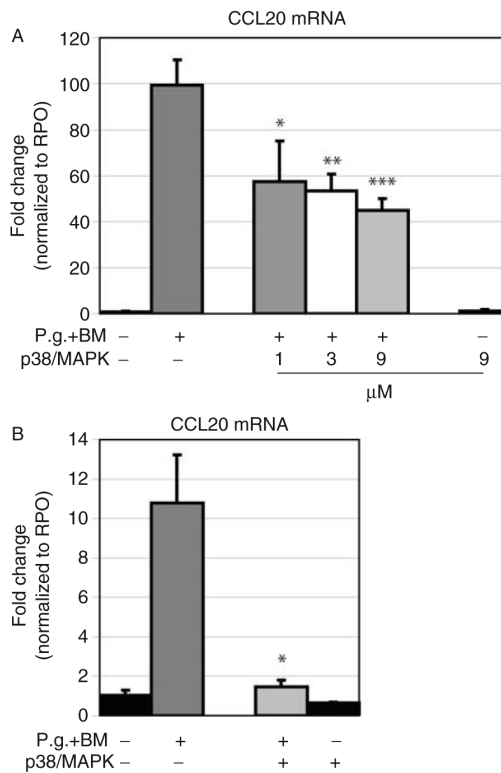 A
CCL20 mRNA
Fold change
(normalized to RPO)
120
100
80
60
40
20
0
*
**
***
P.g.+BM – + + + + –
p38/MAPK – – 1 3 9 9
μM
B
CCL20 mRNA
Fold change
(normalized to RPO)
14
12
10
8
6
4
2
0
*
P.g.+BM – + + –
p38/MAPK – – + +